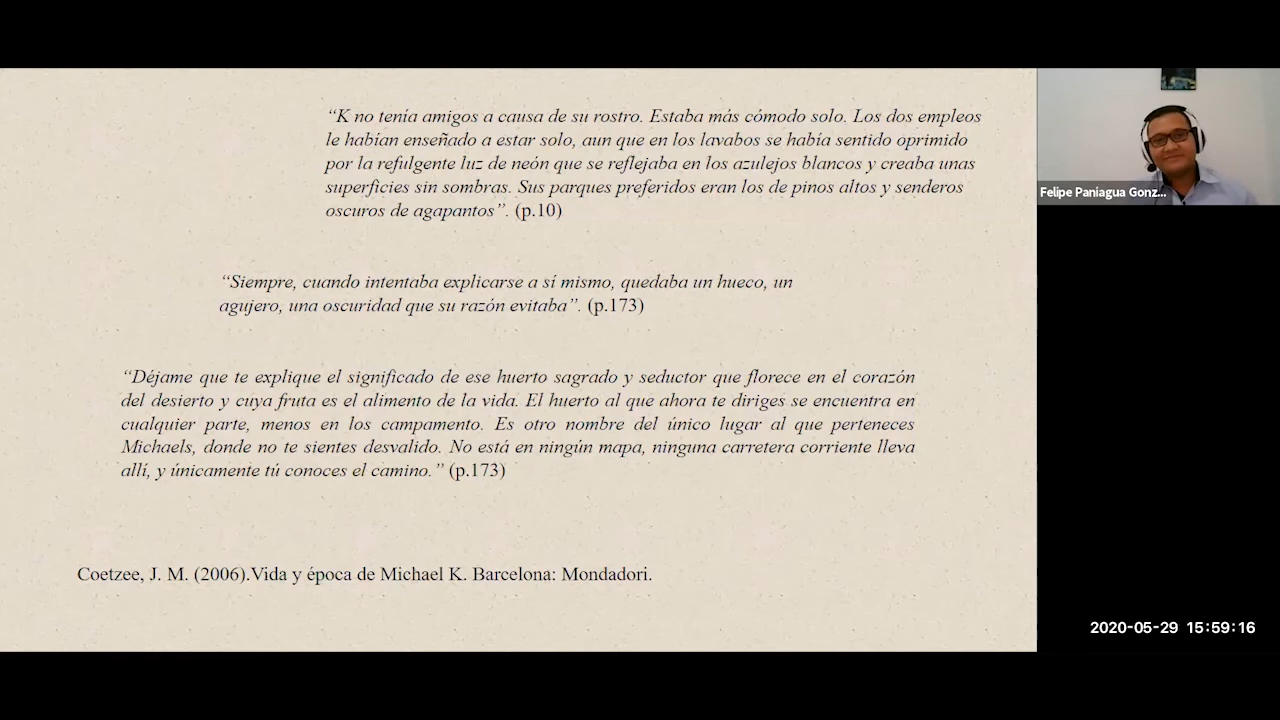 “K no tenía amigos a causa de su rostro. Estaba más cómodo solo. Los dos empleos
le habían enseñado a estar solo, aun que en los lavabos se había sentido oprimido
por la refulgente luz de neón que se reflejaba en los azulejos blancos y creaba unas
superficies sin sombras. Sus parques preferidos eran los de pinos altos y senderos
oscuros de agapantos”. (p.10)
“Siempre, cuando intentaba explicarse a sí mismo, quedaba un hueco, un
agujero, una oscuridad que su razón evitaba”. (p.173)
“Déjame que te explique el significado de ese huerto sagrado y seductor que florece en el corazón
del desierto y cuya fruta es el alimento de la vida. El huerto al que ahora te diriges se encuentra en
cualquier parte, menos en los campamento. Es otro nombre del único lugar al que perteneces
Michaels, donde no te sientes desvalido. No está en ningún mapa, ninguna carretera corriente lleva
allí, y únicamente tú conoces el camino.” (p.173)
Coetzee, J. M. (2006).Vida y época de Michael K. Barcelona: Mondadori.
Felipe Paniagua Gonz...
2020-05-29 15:59:16